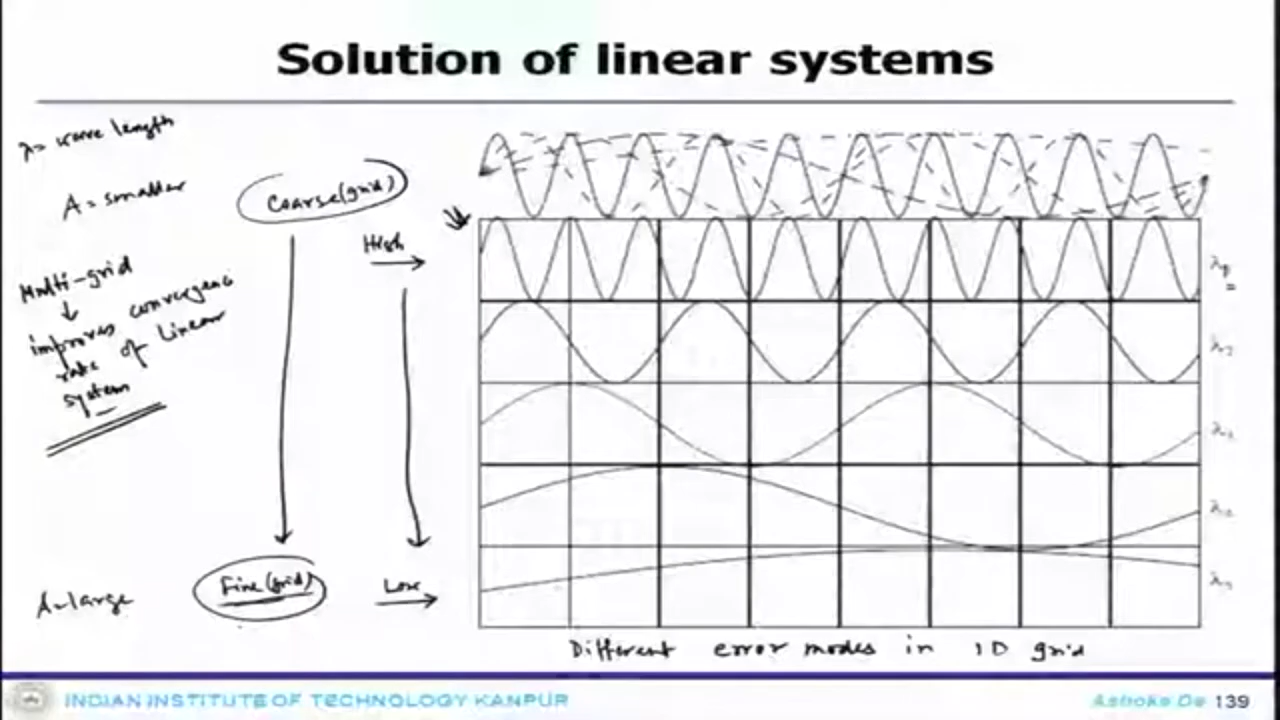 Solution of linear systems
λ = wave length
A = smaller
Coarse(grid)
High
Multi-grid
↓
improves convergence
rate of linear
system
A=large
Fine(grid)
Low
Different error modes in 1D grid
INDIAN INSTITUTE OF TECHNOLOGY KANPUR
Ashoke De 139